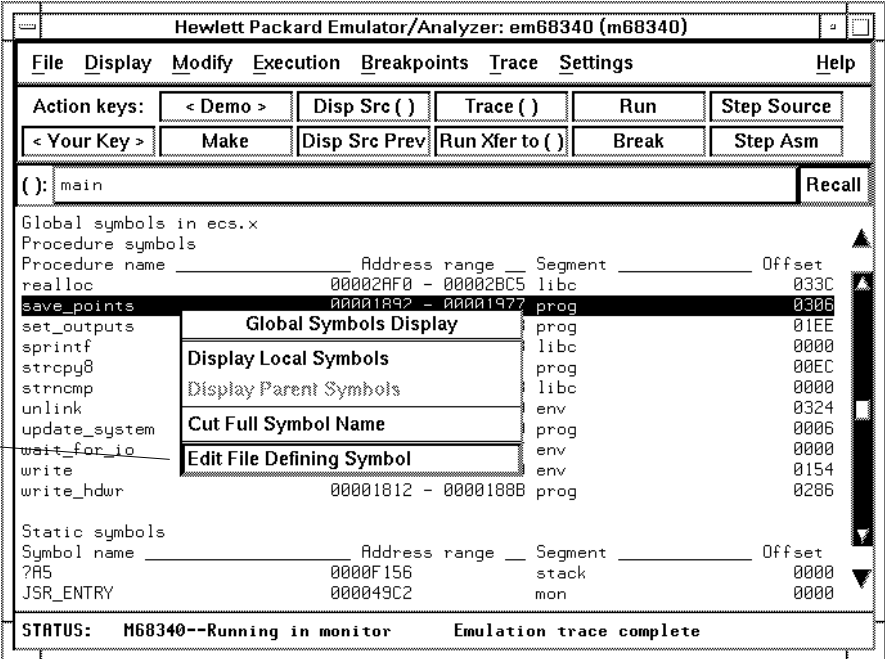 Hewlett Packard Emulator/Analyzer: em68340 (m68340)
File Display Modify Execution Breakpoints Trace Settings Help
Action keys: < Demo > Disp Src ( ) Trace ( ) Run Step Source
< Your Key > Make Disp Src Prev Run Xfer to ( ) Break Step Asm
( ): main Recall
Global symbols in ecs.x
Procedure symbols
Procedure name Address range Segment Offset
realloc 00002AF0 - 00002BC5 libc 033C
save_points 00001892 - 00001977 prog 0306
Global Symbols Display
set_outputs prog 01EE
sprintf libc 0000
Display Local Symbols
strcpy8 prog 00EC
strncmp libc 0000
Display Parent Symbols
unlink env 0324
Cut Full Symbol Name
update_system prog 0006
wait_for_io env 0000
Edit File Defining Symbol
write env 0154
write_hdwr 00001812 - 0000188B prog 0286
Static symbols
Symbol name Address range Segment Offset
?A5 0000F156 stack 0000
JSR_ENTRY 000049C2 mon 0000
STATUS: M68340--Running in monitor Emulation trace complete